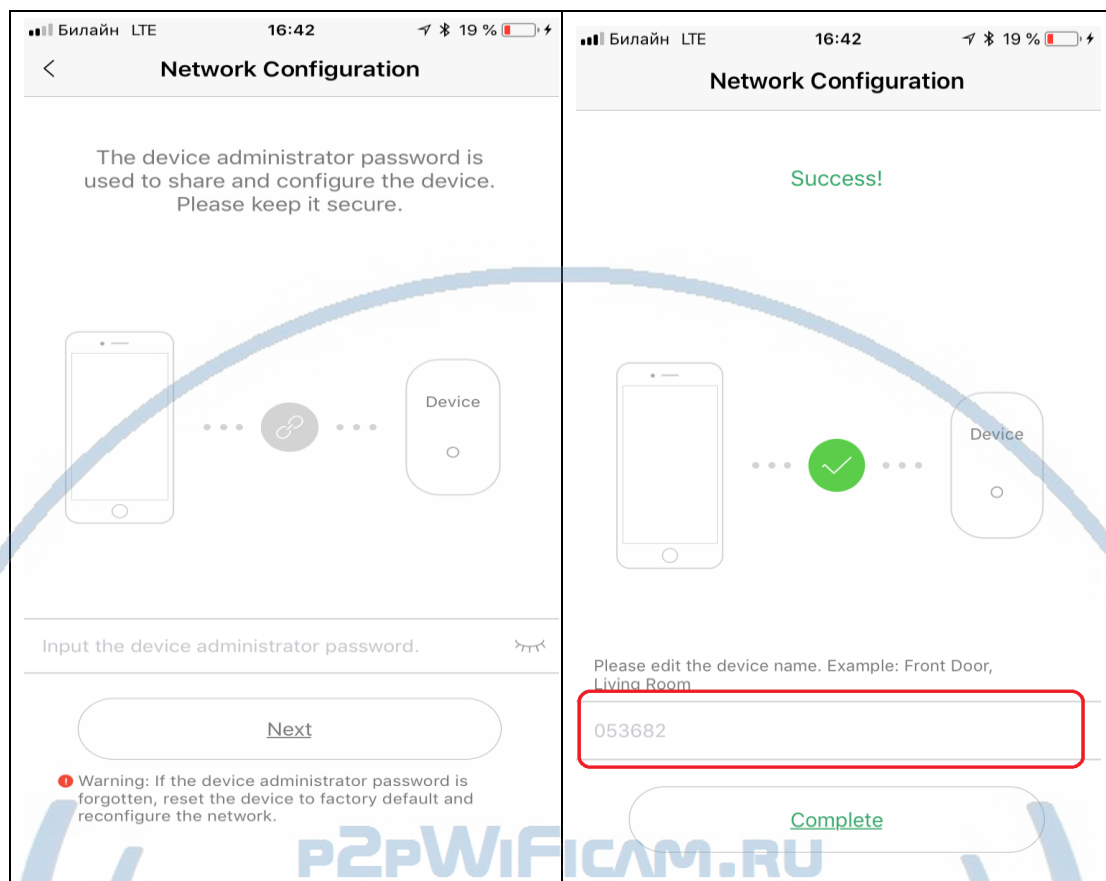 Билайн LTE 16:42 19 %
Network Configuration
The device administrator password is
used to share and configure the device.
Please keep it secure.
Device
Input the device administrator password.
Next
Warning: If the device administrator password is
forgotten, reset the device to factory default and
reconfigure the network.
Билайн LTE 16:42 19 %
Network Configuration
Success!
Device
Please edit the device name. Example: Front Door,
Living Room
053682
Complete
P2PWIFICAM.RU